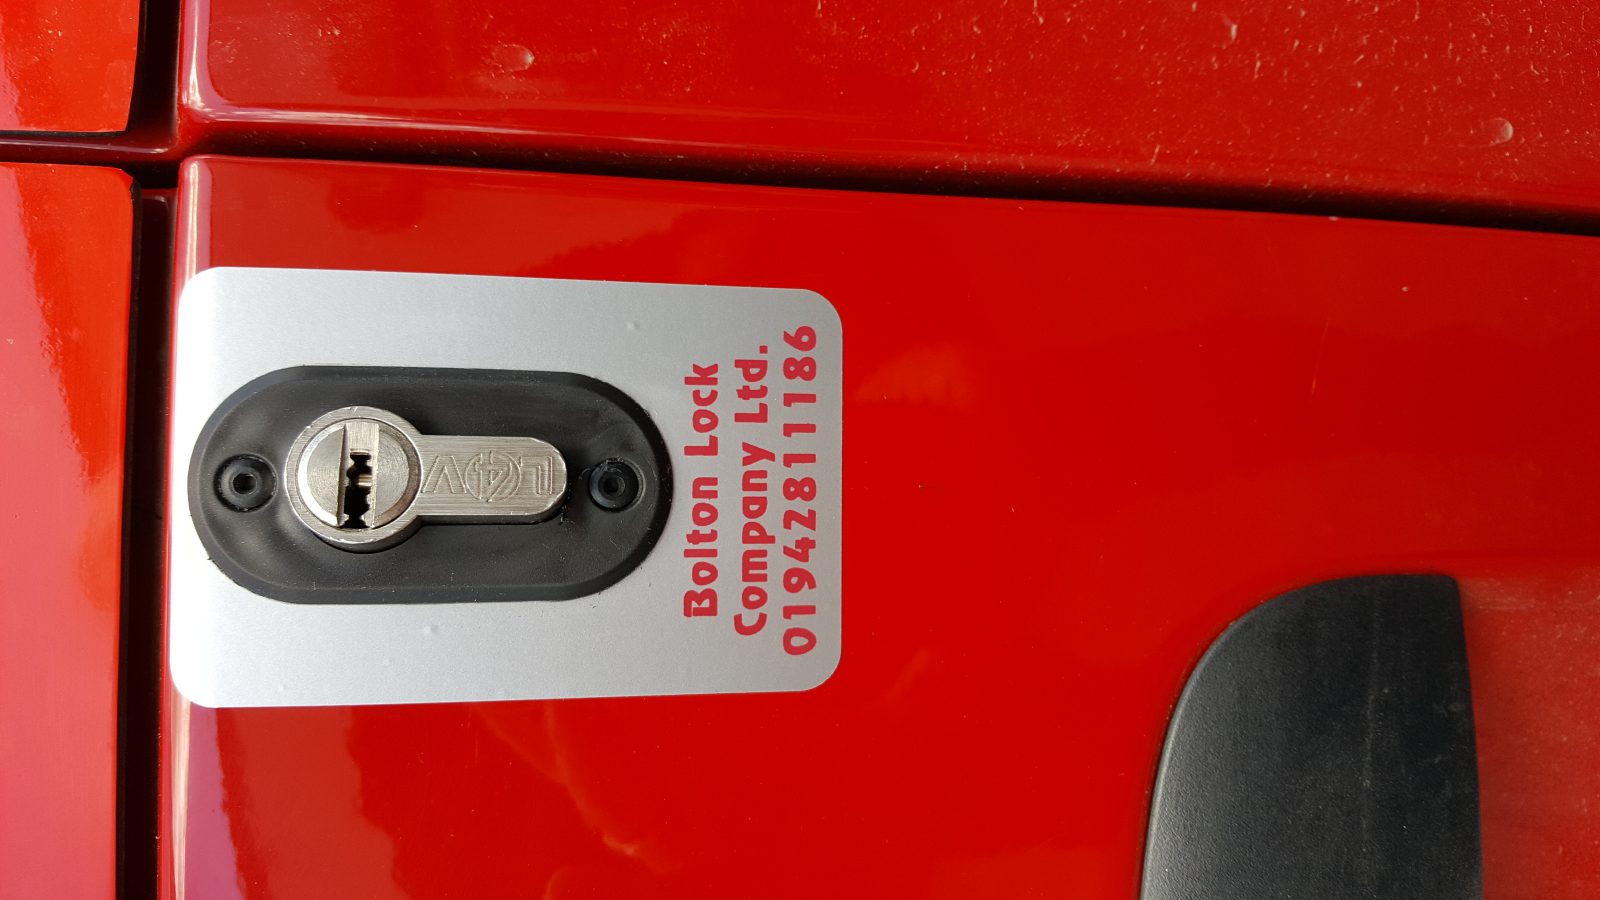 Bolton Lock
Company Ltd.
01942811186
L4V